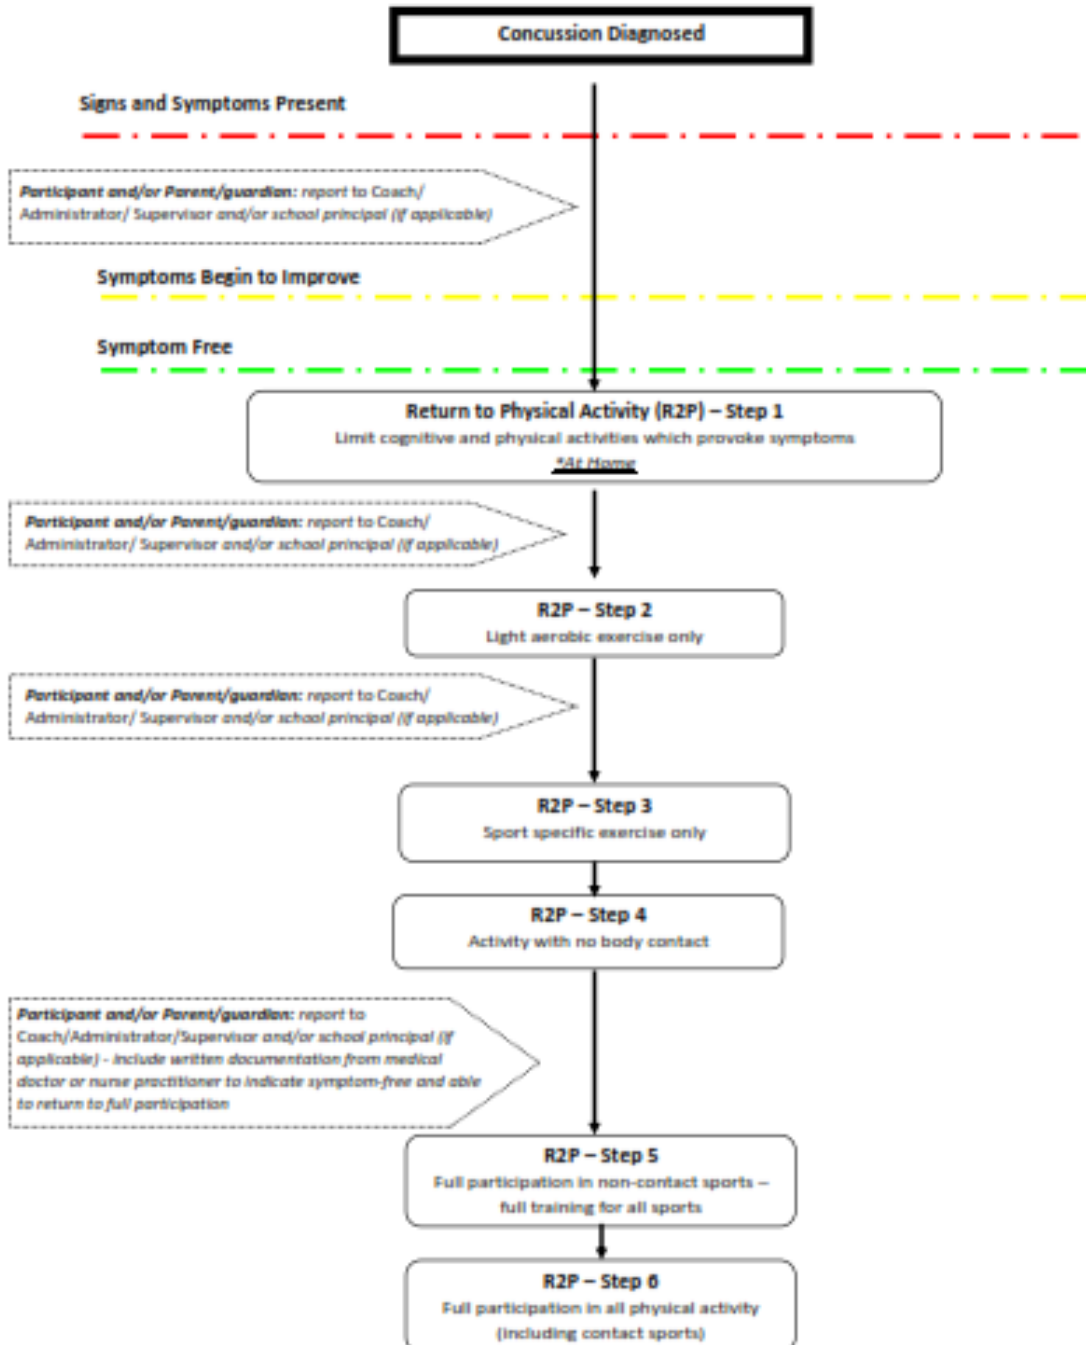 Concussion Diagnosed
Signs and Symptoms Present
Participant and/or Parent/guardian: report to Coach/
Administrator/ Supervisor and/or school principal (if applicable)
Symptoms Begin to Improve
Symptom Free
Return to Physical Activity (R2P) – Step 1
Limit cognitive and physical activities which provoke symptoms
*At Home
Participant and/or Parent/guardian: report to Coach/
Administrator/ Supervisor and/or school principal (if applicable)
R2P – Step 2
Light aerobic exercise only
Participant and/or Parent/guardian: report to Coach/
Administrator/ Supervisor and/or school principal (if applicable)
R2P – Step 3
Sport specific exercise only
R2P – Step 4
Activity with no body contact
Participant and/or Parent/guardian: report to
Coach/Administrator/Supervisor and/or school principal (if
applicable) - include written documentation from medical
doctor or nurse practitioner to indicate symptom-free and able
to return to full participation
R2P – Step 5
Full participation in non-contact sports –
full training for all sports
R2P – Step 6
Full participation in all physical activity
(including contact sports)